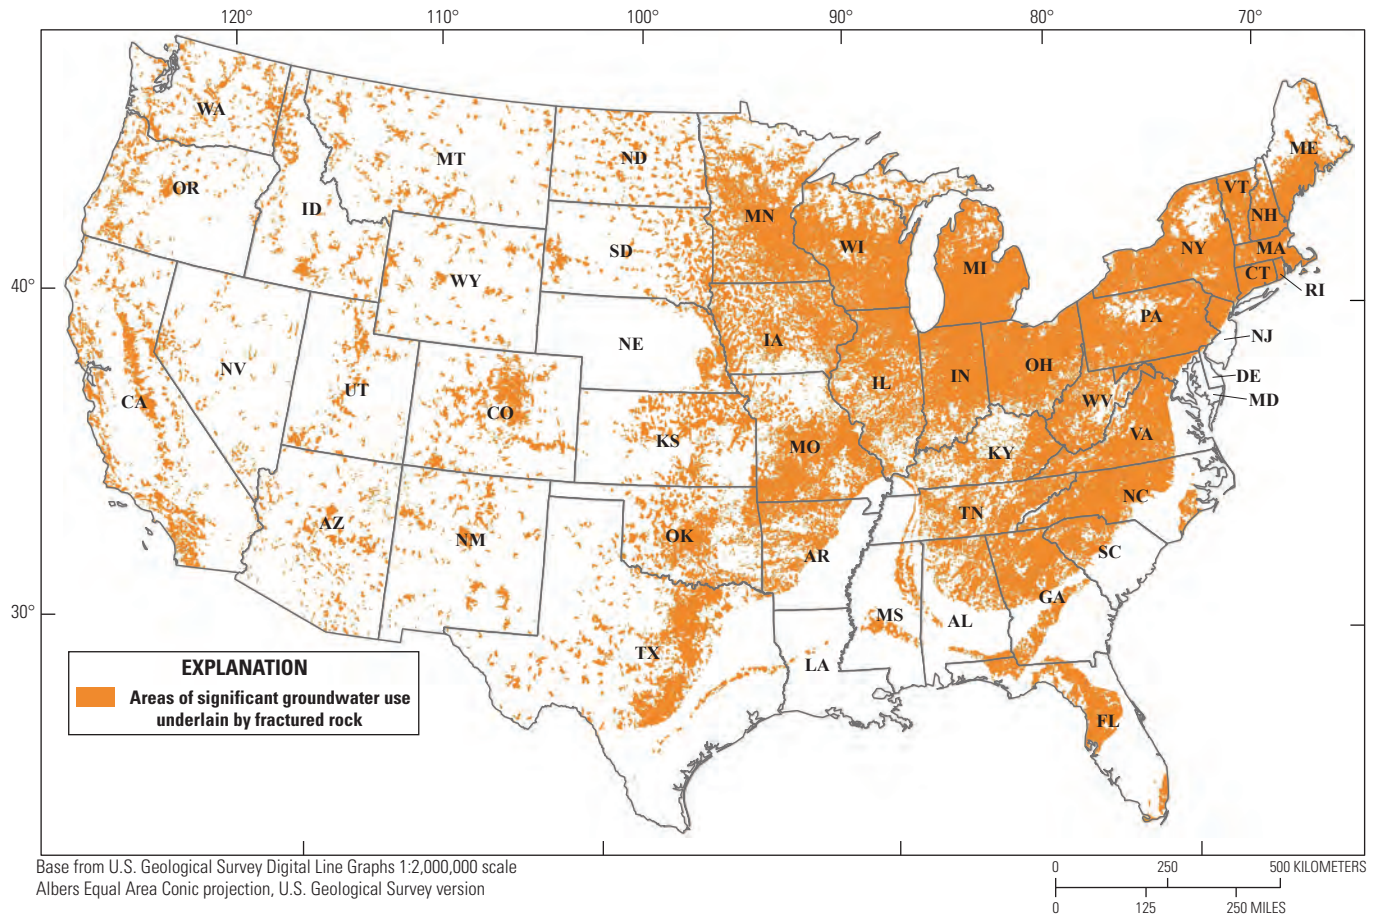 120° 110° 100° 90° 80° 70°
WA
MT
ND
ME
OR
ID
MN
VT
NH
SD
WI
NY
MA
MI
CT
WY
RI
40°
PA
NE
IA
NJ
NV
UT
IL
IN
OH
DE
CA
CO
WV
MD
KS
MO
KY
VA
AZ
NM
OK
TN
NC
AR
SC
30°
MS
AL
GA
TX
LA
FL
EXPLANATION
Areas of significant groundwater use
underlain by fractured rock
Base from U.S. Geological Survey Digital Line Graphs 1:2,000,000 scale
Albers Equal Area Conic projection, U.S. Geological Survey version
0 250 500 KILOMETERS
0 125 250 MILES